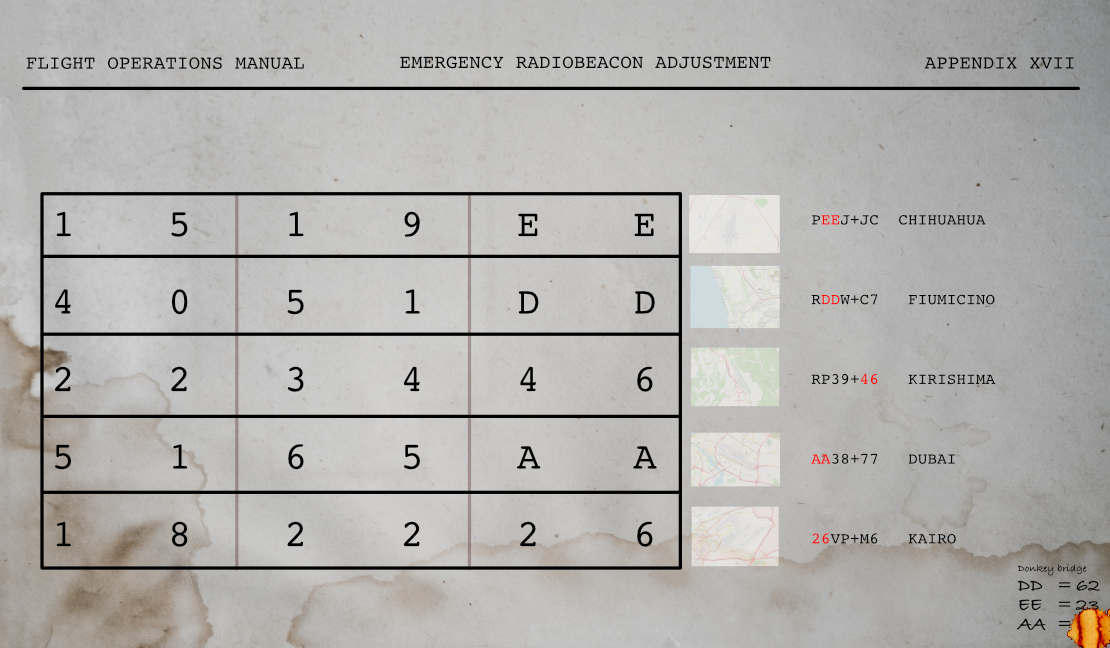 FLIGHT OPERATIONS MANUAL EMERGENCY RADIOBEACON ADJUSTMENT APPENDIX XVII
1 5 1 9 E E PEEJ+JC CHIHUAHUA
4 0 5 1 D D RDDW+C7 FIUMICINO
2 2 3 4 4 6 RP39+46 KIRISHIMA
5 1 6 5 A A AA38+77 DUBAI
1 8 2 2 2 6 26VP+M6 KAIRO
Donkey bridge
DD = 62
EE = 23
AA =